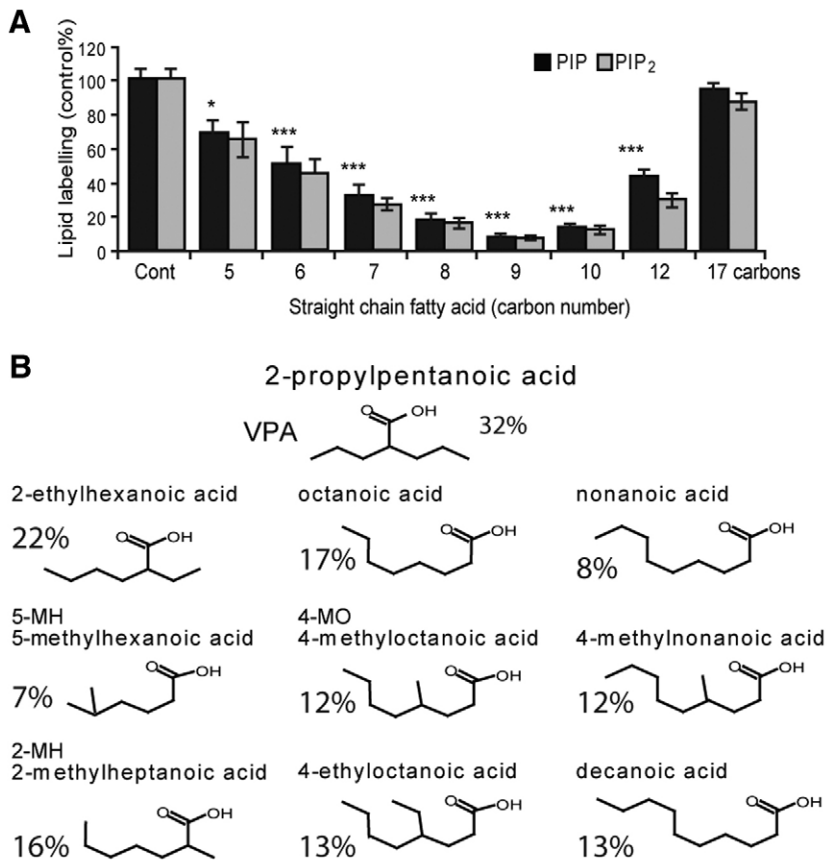 A
Lipid labelling (control%)
120
100
80
60
40
20
0
PIP PIP2
* *** *** *** *** *** ***
Cont 5 6 7 8 9 10 12 17 carbons
Straight chain fatty acid (carbon number)
B
2-propylpentanoic acid
VPA O OH 32%
2-ethylhexanoic acid octanoic acid nonanoic acid
22% O OH 17% O OH 8% O OH
5-MH 4-MO
5-methylhexanoic acid 4-methyloctanoic acid 4-methylnonanoic acid
7% O OH 12% O OH 12% O OH
2-MH
2-methylheptanoic acid 4-ethyloctanoic acid decanoic acid
16% O OH 13% O OH 13% O OH